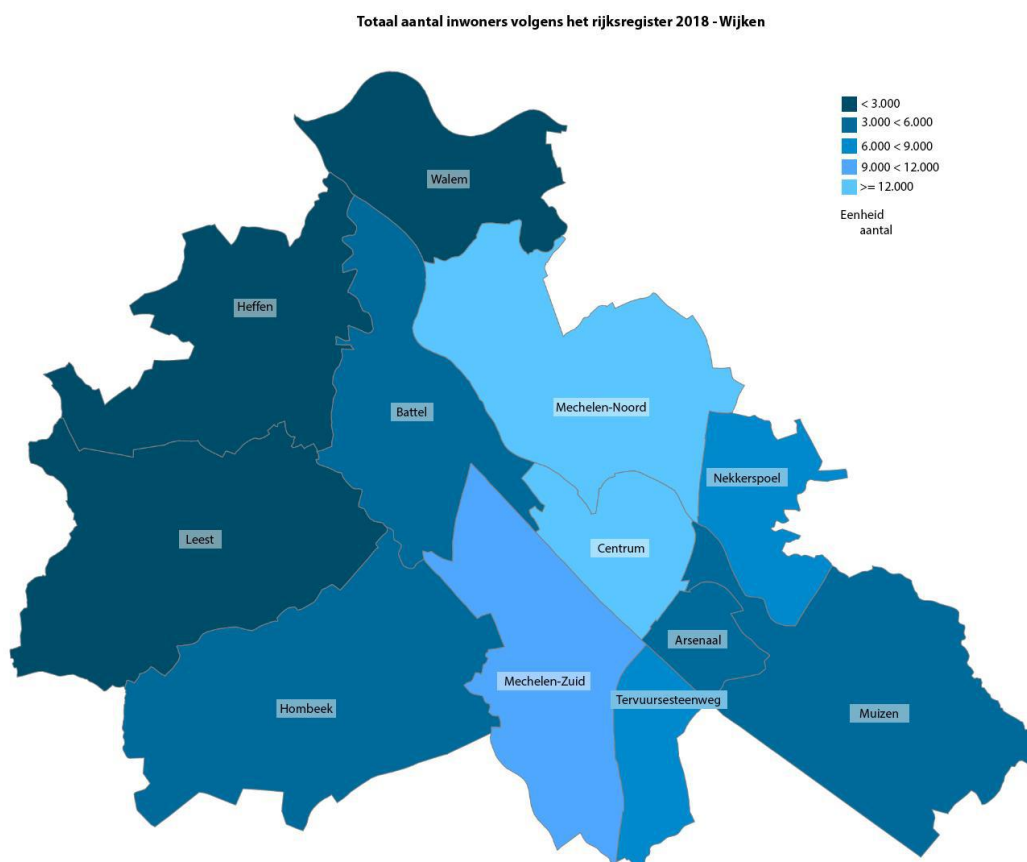 Totaal aantal inwoners volgens het rijksregister 2018 - Wijken
< 3.000
3.000 < 6.000
6.000 < 9.000
9.000 < 12.000
>= 12.000
Eenheid
aantal
Walem
Heffen
Battel
Mechelen-Noord
Nekkerspoel
Leest
Centrum
Arsenaal
Mechelen-Zuid
Tervuursesteenweg
Hombeek
Muizen